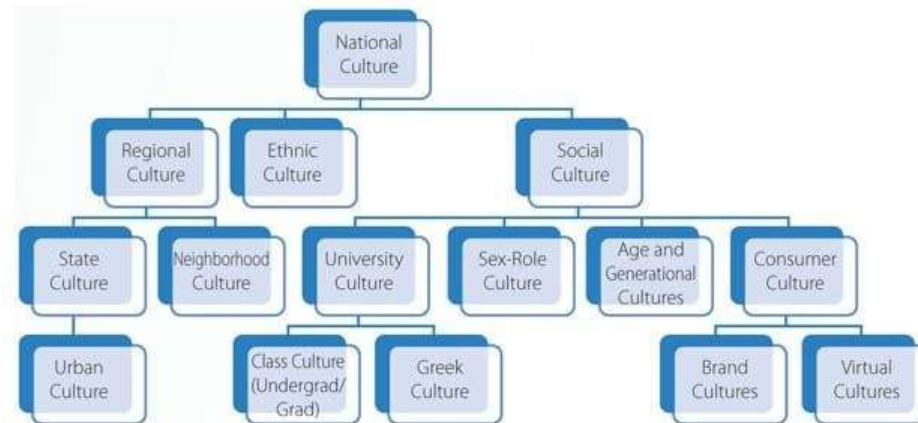 National
Culture
Regional
Culture
Ethnic
Culture
Social
Culture
State
Culture
Neighborhood
Culture
University
Culture
Sex-Role
Culture
Age and
Generational
Cultures
Consumer
Culture
Urban
Culture
Class Culture
(Undergrad/
Grad)
Greek
Culture
Brand
Cultures
Virtual
Cultures